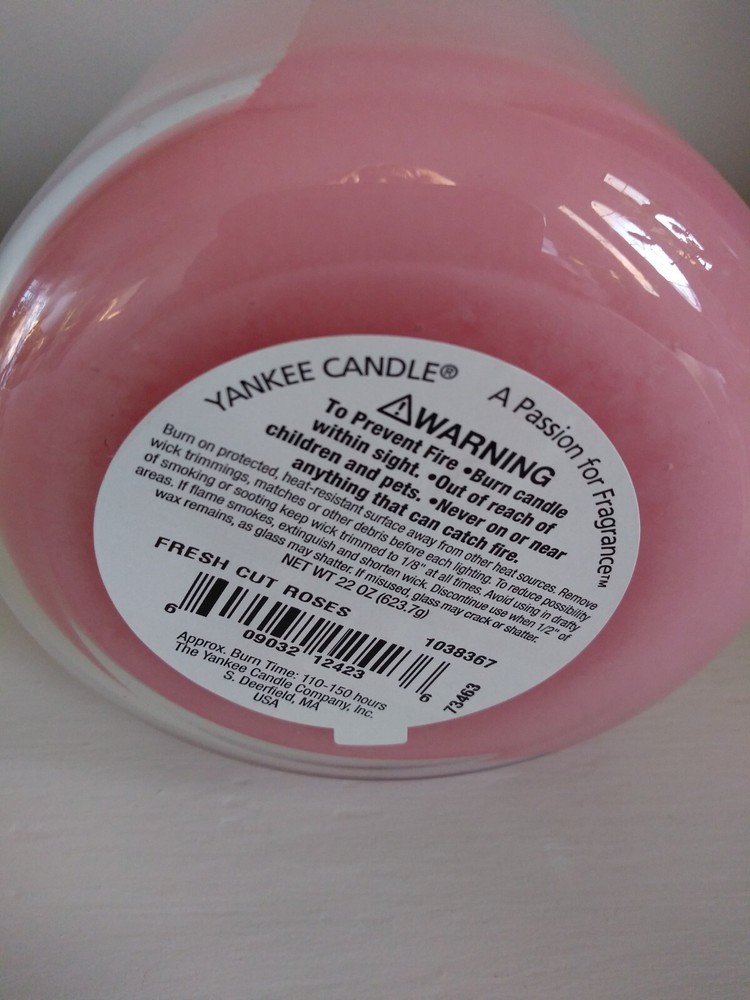 YANKEE CANDLE® A Passion for Fragrance™
⚠WARNING
To Prevent Fire •Burn candle
within sight. •Out of reach of
children and pets. •Never on or near
anything that can catch fire.
Burn on protected, heat-resistant surface away from other heat sources. Remove
wick trimmings, matches or other debris before each lighting. To reduce possibility
of smoking or sooting keep wick trimmed to 1/8" at all times. Avoid using in drafty
areas. If flame smokes, extinguish and shorten wick. Discontinue use when 1/2" of
wax remains, as glass may shatter. If misused, glass may crack or shatter.
NET WT 22 OZ (623.7g)
FRESH CUT ROSES 1038367
6 09032 12423 6
73463
Approx. Burn Time: 110-150 hours
The Yankee Candle Company, Inc.
S. Deerfield, MA
USA